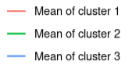 Mean of cluster 1
Mean of cluster 2
Mean of cluster 3